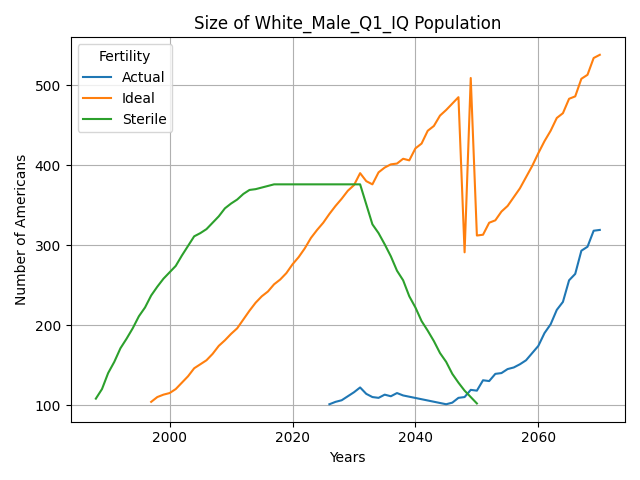 Size of White_Male_Q1_IQ Population
Fertility
Actual
Ideal
Sterile
Number of Americans
500
400
300
200
100
2000
2020
2040
2060
Years